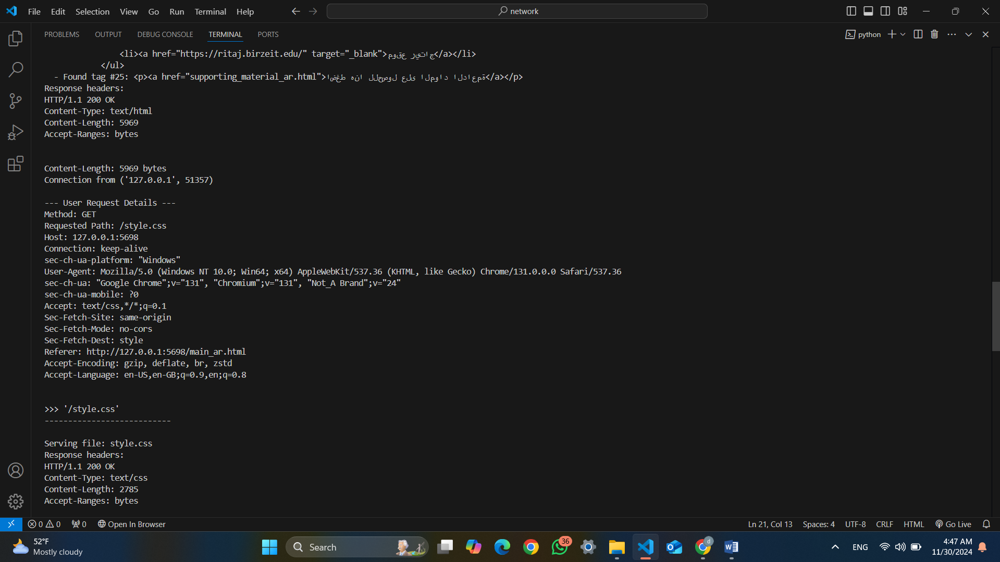 File Edit Selection View Go Run Terminal Help
network
PROBLEMS OUTPUT DEBUG CONSOLE TERMINAL PORTS
python
<li><a href="https://ritaj.birzeit.edu/" target="_blank">موقع ريتاج</a></li>
</ul>
- Found tag #25: <p><a href="supporting_material_ar.html">اضغط هنا للحصول على المواد الداعمة</a></p>
Response headers:
HTTP/1.1 200 OK
Content-Type: text/html
Content-Length: 5969
Accept-Ranges: bytes
Content-Length: 5969 bytes
Connection from ('127.0.0.1', 51357)
--- User Request Details ---
Method: GET
Requested Path: /style.css
Host: 127.0.0.1:5698
Connection: keep-alive
sec-ch-ua-platform: "Windows"
User-Agent: Mozilla/5.0 (Windows NT 10.0; Win64; x64) AppleWebKit/537.36 (KHTML, like Gecko) Chrome/131.0.0.0 Safari/537.36
sec-ch-ua: "Google Chrome";v="131", "Chromium";v="131", "Not_A Brand";v="24"
sec-ch-ua-mobile: ?0
Accept: text/css,*/*;q=0.1
Sec-Fetch-Site: same-origin
Sec-Fetch-Mode: no-cors
Sec-Fetch-Dest: style
Referer: http://127.0.0.1:5698/main_ar.html
Accept-Encoding: gzip, deflate, br, zstd
Accept-Language: en-US,en-GB;q=0.9,en;q=0.8
>>> '/style.css'
---------------------------
Serving file: style.css
Response headers:
HTTP/1.1 200 OK
Content-Type: text/css
Content-Length: 2785
Accept-Ranges: bytes
0 0 0 Open In Browser Ln 21, Col 13 Spaces: 4 UTF-8 CRLF HTML Go Live
52°F
Mostly cloudy
Search
36
d
ENG
4:47 AM
11/30/2024